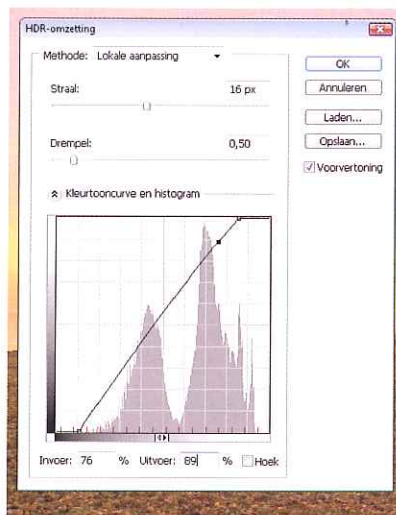 HDR-omzetting
Methode: Lokale aanpassing
OK
Straal: 16 px
Annuleren
Laden...
Drempel: 0,50
Opslaan...
Voorvertoning
Kleurtooncurve en histogram
Invoer: 76 % Uitvoer: 89 % Hoek